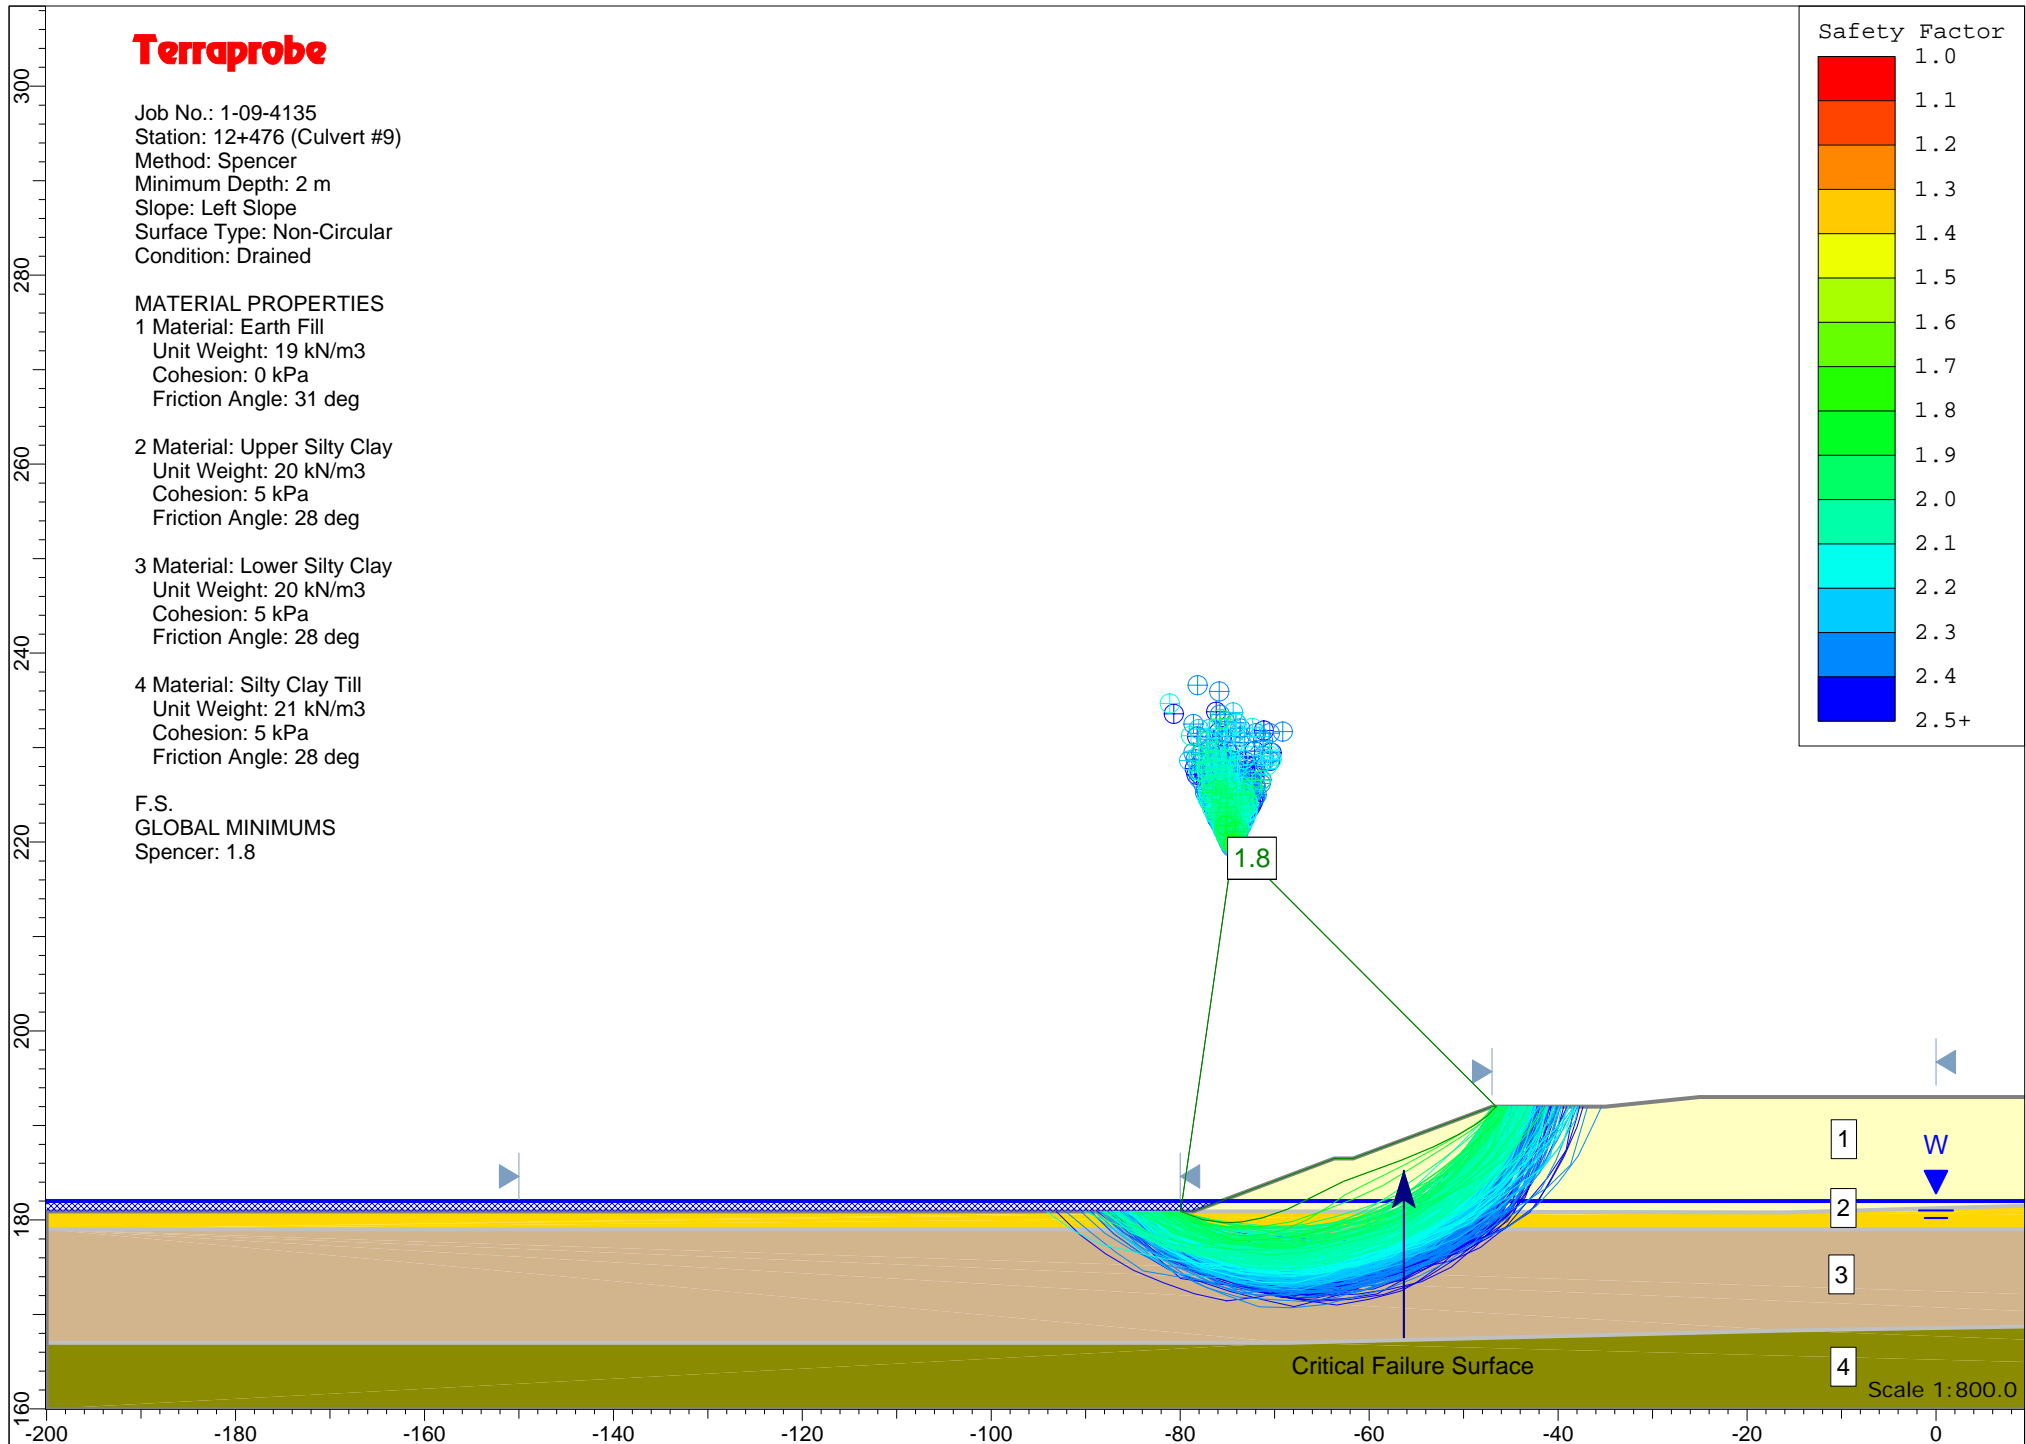 Terraprobe
Job No.: 1-09-4135
Station: 12+476 (Culvert #9)
Method: Spencer
Minimum Depth: 2 m
Slope: Left Slope
Surface Type: Non-Circular
Condition: Drained
MATERIAL PROPERTIES
1 Material: Earth Fill
Unit Weight: 19 kN/m3
Cohesion: 0 kPa
Friction Angle: 31 deg
2 Material: Upper Silty Clay
Unit Weight: 20 kN/m3
Cohesion: 5 kPa
Friction Angle: 28 deg
3 Material: Lower Silty Clay
Unit Weight: 20 kN/m3
Cohesion: 5 kPa
Friction Angle: 28 deg
4 Material: Silty Clay Till
Unit Weight: 21 kN/m3
Cohesion: 5 kPa
Friction Angle: 28 deg
F.S.
GLOBAL MINIMUMS
Spencer: 1.8
Safety Factor
1.0
1.1
1.2
1.3
1.4
1.5
1.6
1.7
1.8
1.9
2.0
2.1
2.2
2.3
2.4
2.5+
300
280
260
240
220
200
180
160
1.8
1
W
2
3
4
Critical Failure Surface
Scale 1:800.0
-200 -180 -160 -140 -120 -100 -80 -60 -40 -20 0